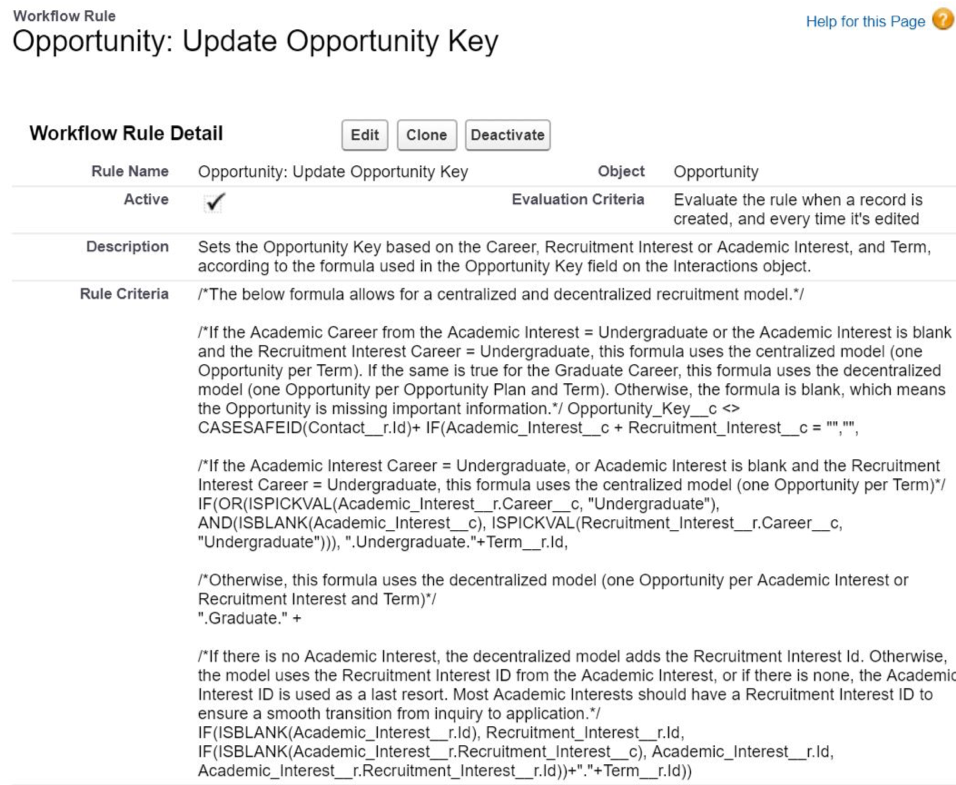 Workflow Rule
Help for this Page ?
Opportunity: Update Opportunity Key
Workflow Rule Detail
Edit Clone Deactivate
Rule Name Opportunity: Update Opportunity Key Object Opportunity
Active Evaluation Criteria Evaluate the rule when a record is
created, and every time it's edited
Description Sets the Opportunity Key based on the Career, Recruitment Interest or Academic Interest, and Term,
according to the formula used in the Opportunity Key field on the Interactions object.
Rule Criteria /*The below formula allows for a centralized and decentralized recruitment model.*/
/*If the Academic Career from the Academic Interest = Undergraduate or the Academic Interest is blank
and the Recruitment Interest Career = Undergraduate, this formula uses the centralized model (one
Opportunity per Term). If the same is true for the Graduate Career, this formula uses the decentralized
model (one Opportunity per Opportunity Plan and Term). Otherwise, the formula is blank, which means
the Opportunity is missing important information.*/ Opportunity_Key__c <>
CASESAFEID(Contact__r.Id)+ IF(Academic_Interest__c + Recruitment_Interest__c = "","",
/*If the Academic Interest Career = Undergraduate, or Academic Interest is blank and the Recruitment
Interest Career = Undergraduate, this formula uses the centralized model (one Opportunity per Term)*/
IF(OR(ISPICKVAL(Academic_Interest__r.Career__c, "Undergraduate"),
AND(ISBLANK(Academic_Interest__c), ISPICKVAL(Recruitment_Interest__r.Career__c,
"Undergraduate"))), ".Undergraduate."+Term__r.Id,
/*Otherwise, this formula uses the decentralized model (one Opportunity per Academic Interest or
Recruitment Interest and Term)*/
".Graduate." +
/*If there is no Academic Interest, the decentralized model adds the Recruitment Interest Id. Otherwise,
the model uses the Recruitment Interest ID from the Academic Interest, or if there is none, the Academic
Interest ID is used as a last resort. Most Academic Interests should have a Recruitment Interest ID to
ensure a smooth transition from inquiry to application.*/
IF(ISBLANK(Academic_Interest__r.Id), Recruitment_Interest__r.Id,
IF(ISBLANK(Academic_Interest__r.Recruitment_Interest__c), Academic_Interest__r.Id,
Academic_Interest__r.Recruitment_Interest__r.Id))+"."+Term__r.Id))